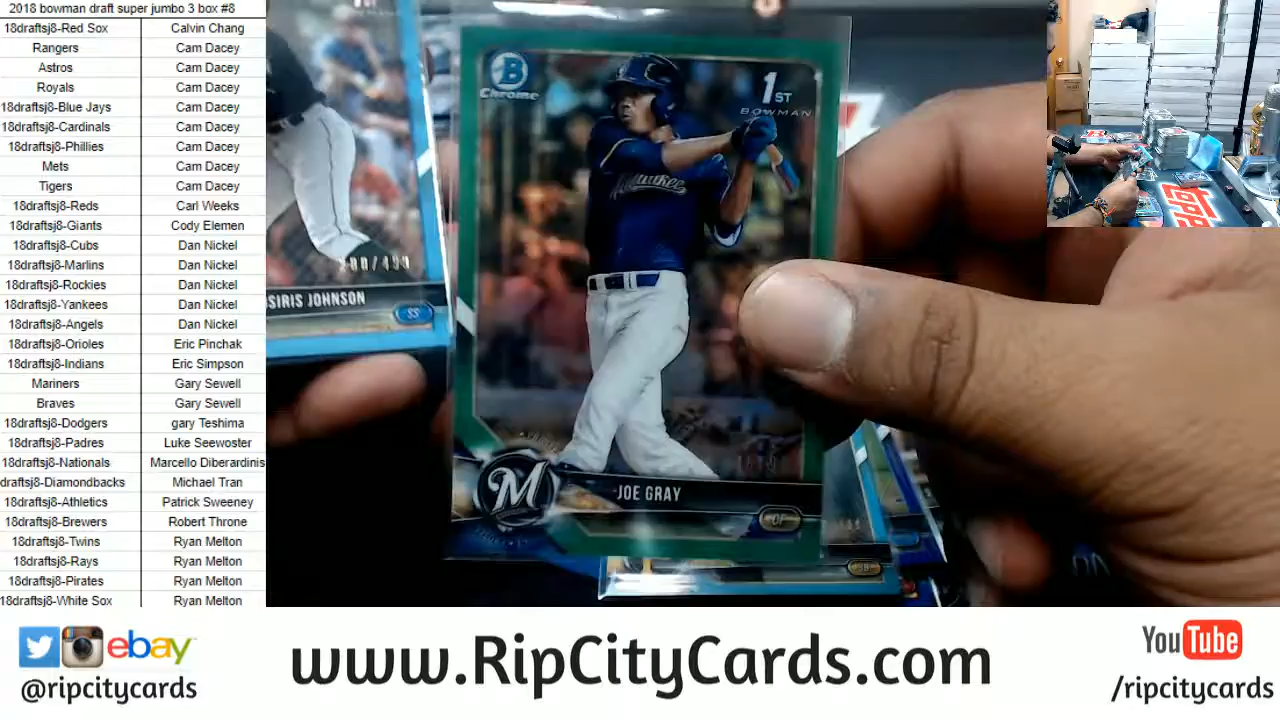 2018 bowman draft super jumbo 3 box #8
18draftsj8-Red Sox Calvin Chang
Rangers Cam Dacey
Astros Cam Dacey
Royals Cam Dacey
18draftsj8-Blue Jays Cam Dacey
18draftsj8-Cardinals Cam Dacey
18draftsj8-Phillies Cam Dacey
Mets Cam Dacey
Tigers Cam Dacey
18draftsj8-Reds Carl Weeks
18draftsj8-Giants Cody Elemen
18draftsj8-Cubs Dan Nickel
18draftsj8-Marlins Dan Nickel
18draftsj8-Rockies Dan Nickel
18draftsj8-Yankees Dan Nickel
18draftsj8-Angels Dan Nickel
18draftsj8-Orioles Eric Pinchak
18draftsj8-Indians Eric Simpson
Mariners Gary Sewell
Braves Gary Sewell
18draftsj8-Dodgers gary Teshima
18draftsj8-Padres Luke Seewoster
18draftsj8-Nationals Marcello Diberardinis
draftsj8-Diamondbacks Michael Tran
18draftsj8-Athletics Patrick Sweeney
18draftsj8-Brewers Robert Throne
18draftsj8-Twins Ryan Melton
18draftsj8-Rays Ryan Melton
18draftsj8-Pirates Ryan Melton
18draftsj8-White Sox Ryan Melton
SIRIS JOHNSON
SS
B
Chrome
1ST
BOWMAN
Milwaukee
M
JOE GRAY
OF
TOPP
ebay
@ripcitycards
www.RipCityCards.com
YouTube
/ripcitycards